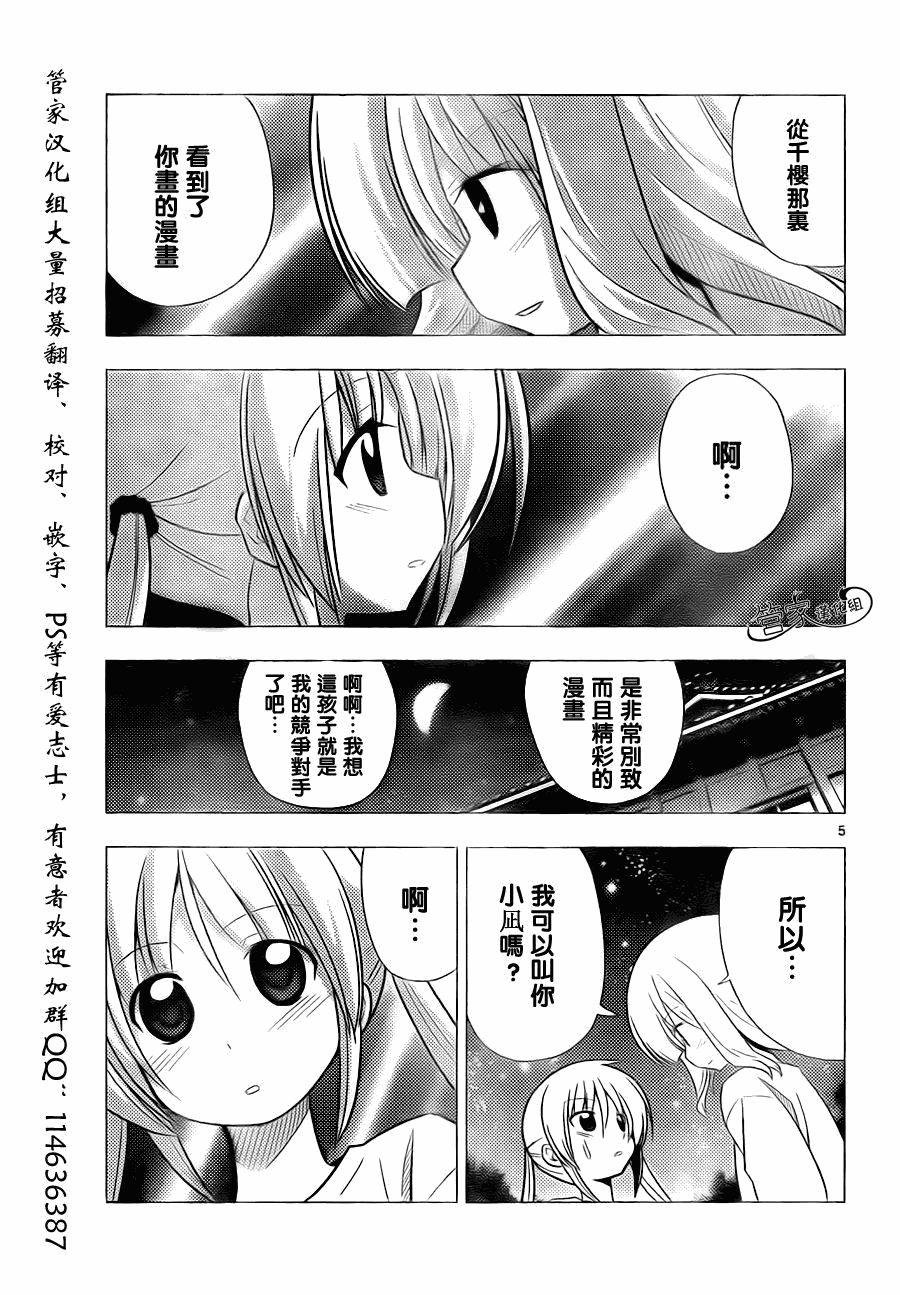 從千櫻那裏
看到了
你畫的漫畫
啊…
是非常別致
而且精彩的
漫畫
啊啊…我想
這孩子就是
我的競爭對手
了吧…
5
所以…
我可以叫你
小凪嗎？
啊…
管家汉化组
管家汉化组大量招募翻译、校对、嵌字、PS等有爱志士，有意者欢迎加群QQ：114636387